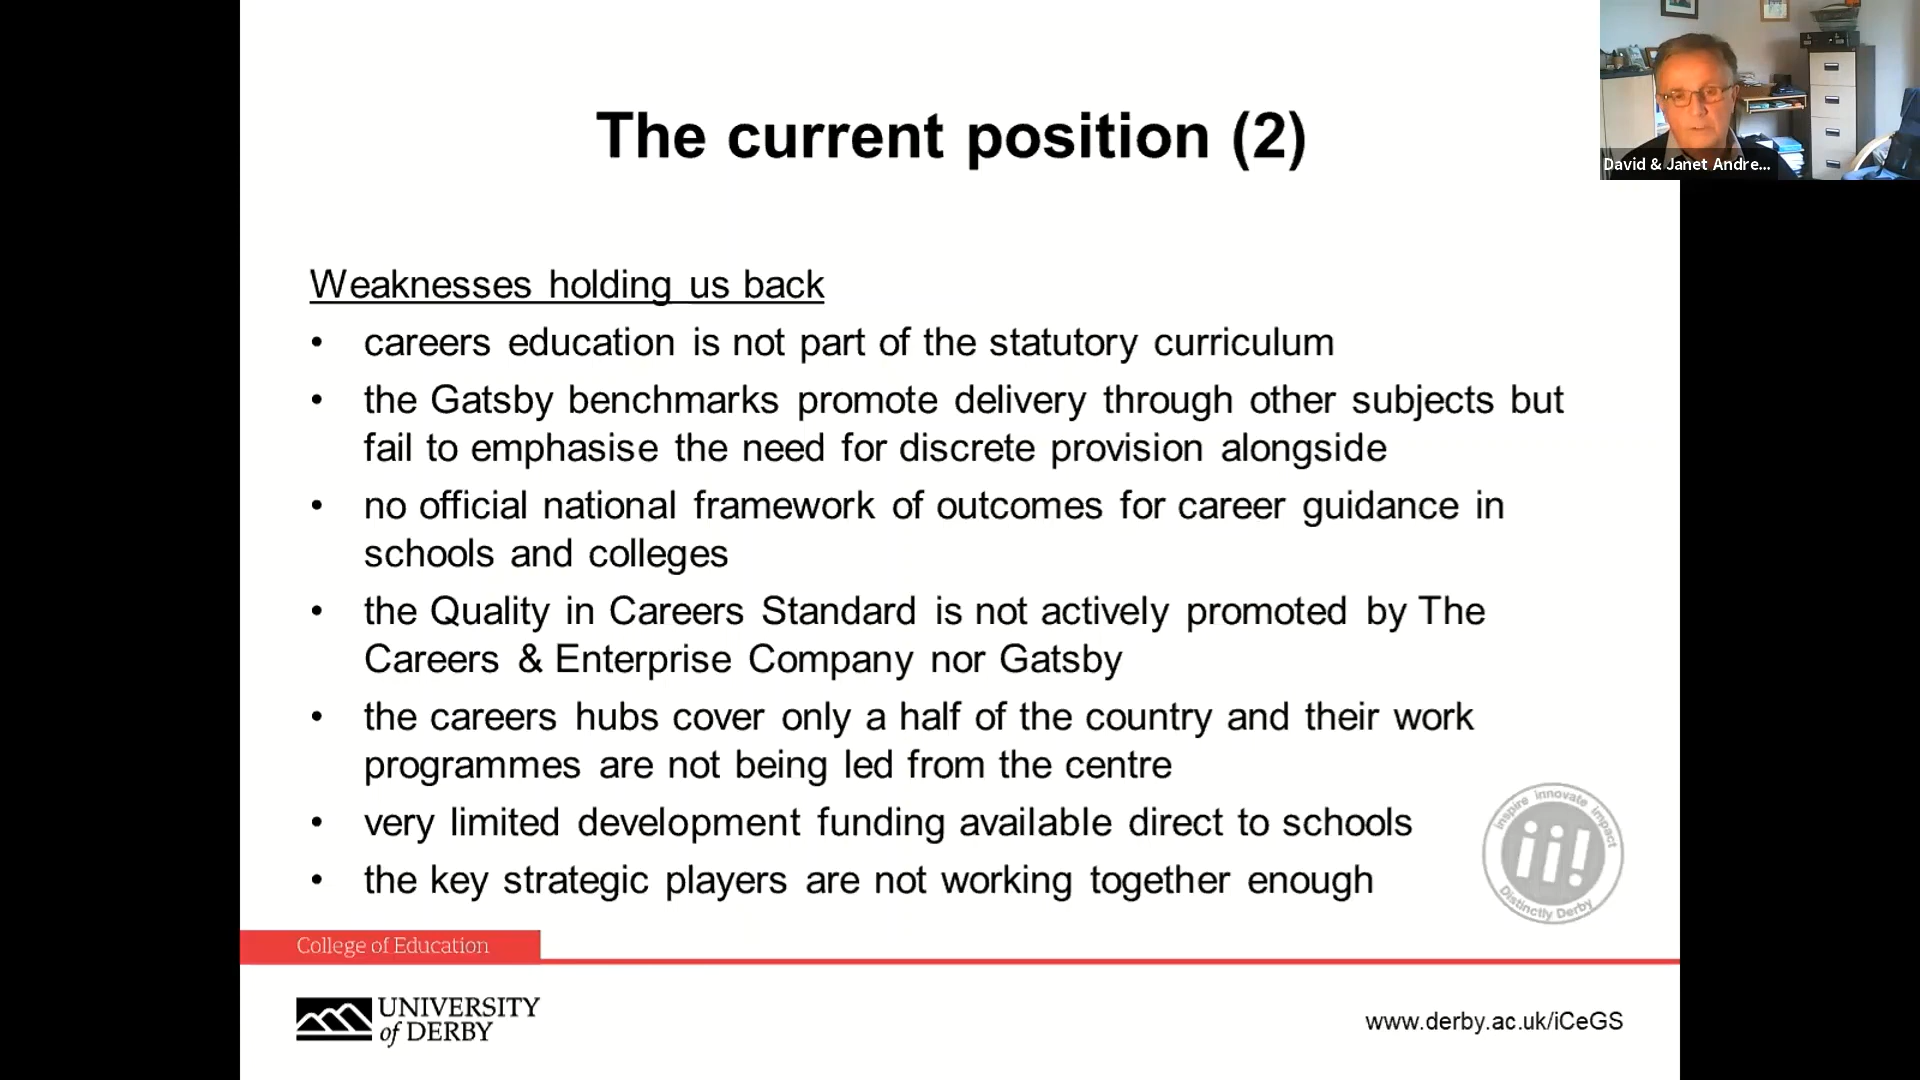 The current position (2)
David & Janet Andre...
Weaknesses holding us back
• careers education is not part of the statutory curriculum
• the Gatsby benchmarks promote delivery through other subjects but
fail to emphasise the need for discrete provision alongside
• no official national framework of outcomes for career guidance in
schools and colleges
• the Quality in Careers Standard is not actively promoted by The
Careers & Enterprise Company nor Gatsby
• the careers hubs cover only a half of the country and their work
programmes are not being led from the centre
• very limited development funding available direct to schools
• the key strategic players are not working together enough
Inspire innovate impact
ii!
Distinctly Derby
College of Education
UNIVERSITY
of DERBY
www.derby.ac.uk/iCeGS